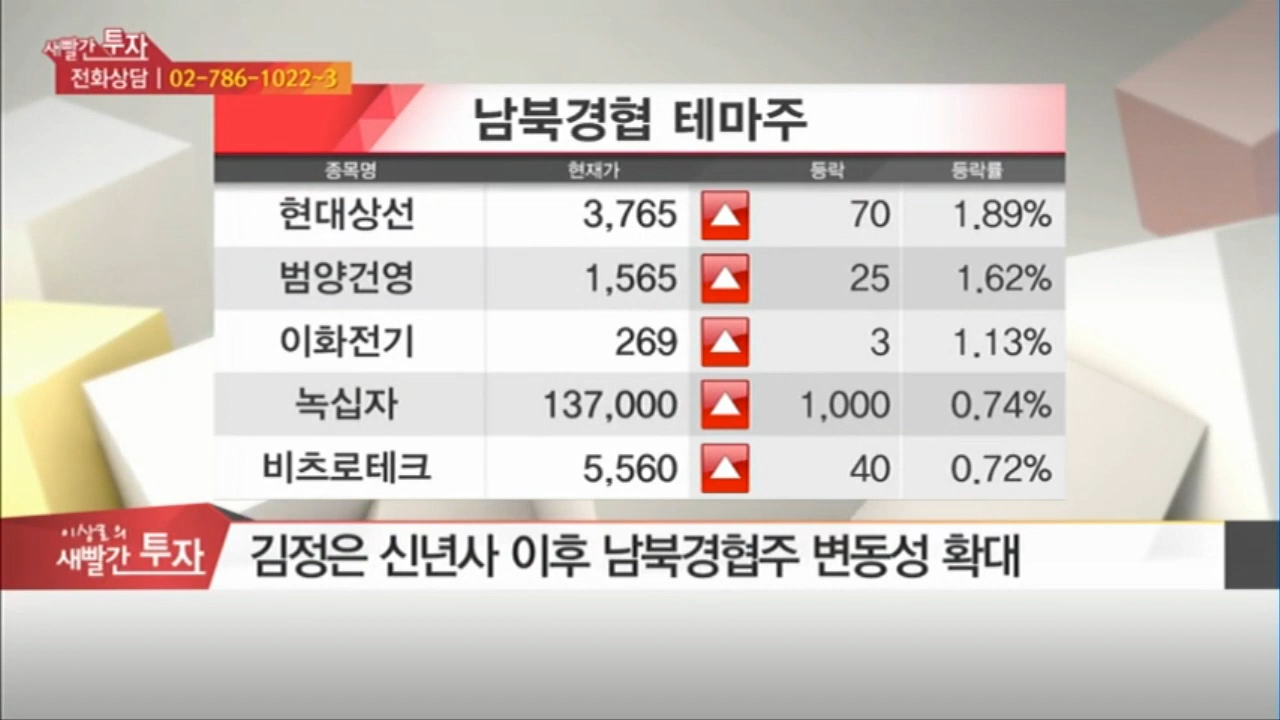 새빨간 투자
전화상담 | 02-786-1022~3
남북경협 테마주
종목명 현재가 등락 등락률
현대상선 3,765 ▲ 70 1.89%
범양건영 1,565 ▲ 25 1.62%
이화전기 269 ▲ 3 1.13%
녹십자 137,000 ▲ 1,000 0.74%
비츠로테크 5,560 ▲ 40 0.72%
이상로의
새빨간 투자
김정은 신년사 이후 남북경협주 변동성 확대